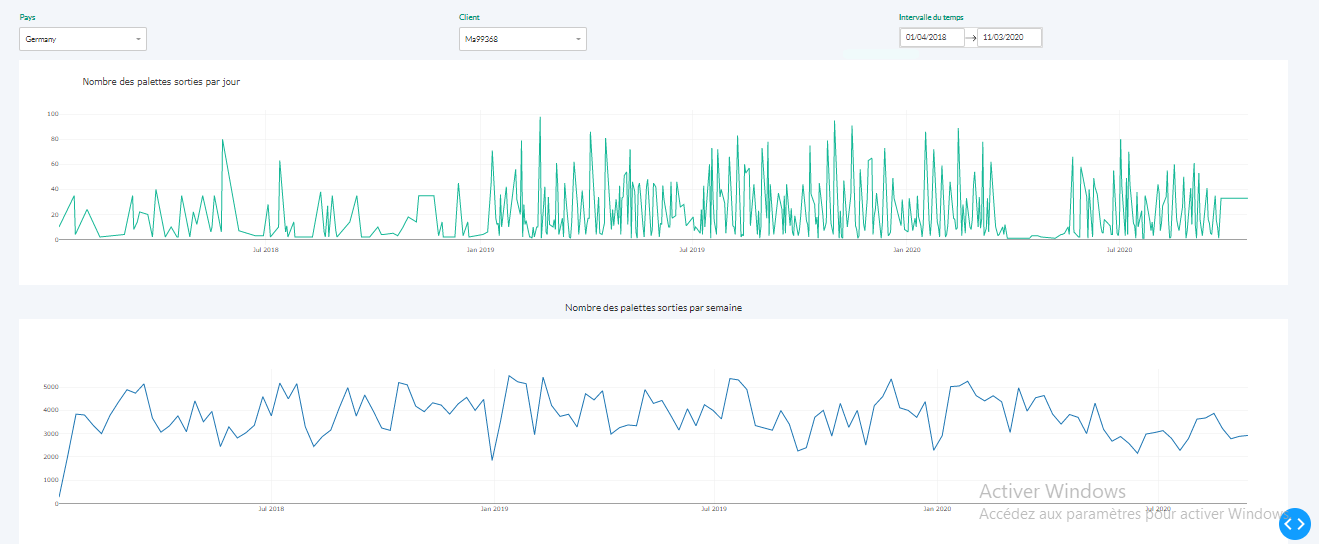 Pays
Client
Intervalle du temps
Germany
Ma99368
01/04/2018
11/03/2020
Nombre des palettes sorties par jour
100
80
60
40
20
0
Jul 2018
Jan 2019
Jul 2019
Jan 2020
Jul 2020
Nombre des palettes sorties par semaine
5000
4000
3000
2000
1000
0
Jul 2018
Jan 2019
Jul 2019
Jan 2020
Jul 2020
Activer Windows
Accédez aux paramètres pour activer Windows